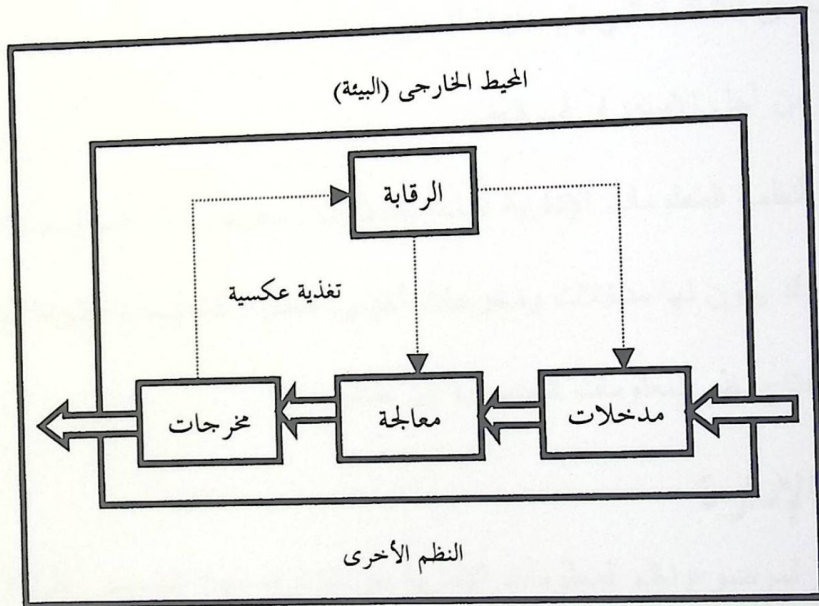 المحيط الخارجى (البيئة)
الرقابة
تغذية عكسية
مدخلات
معالجة
مخرجات
النظم الأخرى